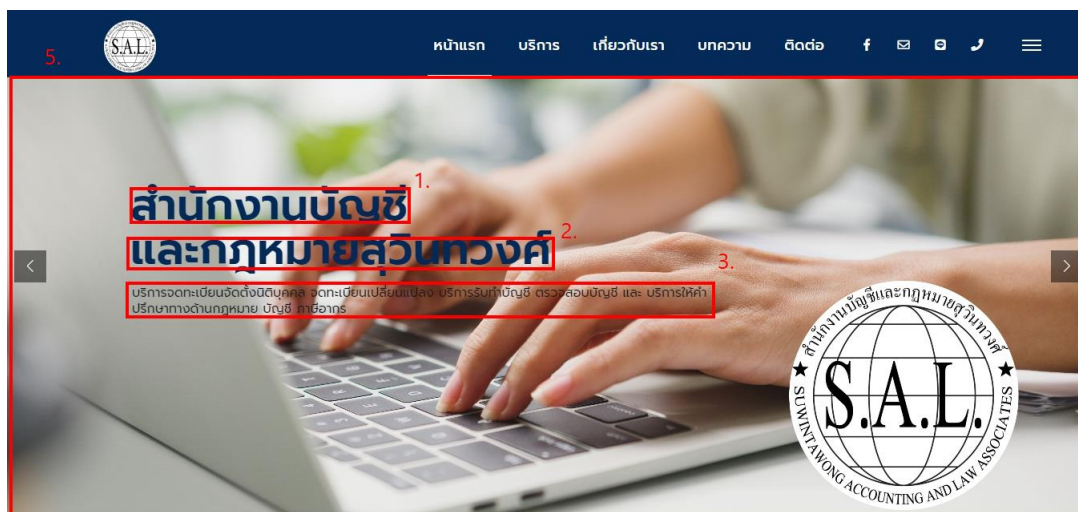 5.
S.A.L.
หน้าแรก บริการ เกี่ยวกับเรา บทความ ติดต่อ
1.
สำนักงานบัญชี
2.
และกฎหมายสุวินทวงศ์
3.
บริการจดทะเบียนจัดตั้งนิติบุคคล จดทะเบียนเปลี่ยนแปลง บริการรับทำบัญชี ตรวจสอบบัญชี และ บริการให้คำ
ปรึกษาทางด้านกฎหมาย บัญชี ภาษีอากร
สำนักงานบัญชีและกฎหมายสุวินทวงศ์
S.A.L.
SUWINTAWONG ACCOUNTING AND LAW ASSOCIATES